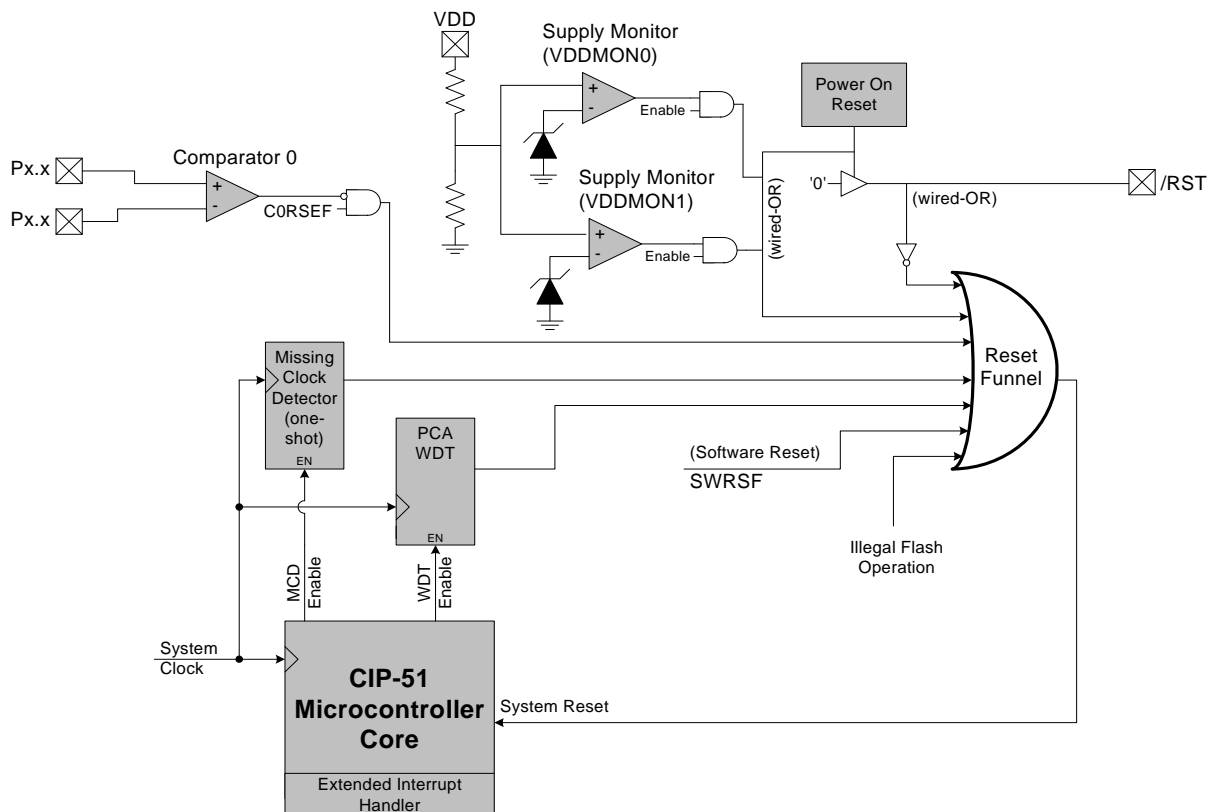 VDD
Supply Monitor
(VDDMON0)
+
-
Enable
Power On
Reset
Px.x
Px.x
Comparator 0
+
-
C0RSEF
Supply Monitor
(VDDMON1)
+
-
Enable
(wired-OR)
'0'
(wired-OR)
/RST
Reset
Funnel
Missing
Clock
Detector
(one-
shot)
EN
PCA
WDT
EN
(Software Reset)
SWRSF
Illegal Flash
Operation
MCD
Enable
WDT
Enable
System
Clock
CIP-51
Microcontroller
Core
System Reset
Extended Interrupt
Handler